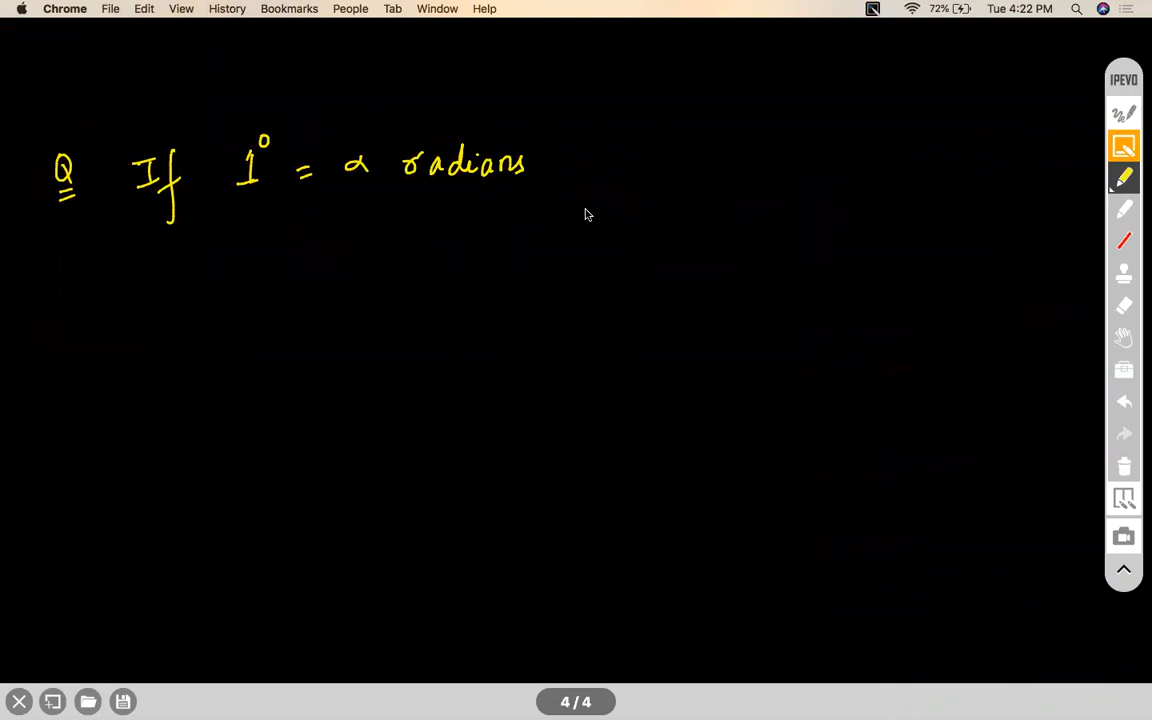 Chrome File Edit View History Bookmarks People Tab Window Help 72% Tue 4:22 PM
IPEVO
Q If 1° = α radians
4 / 4